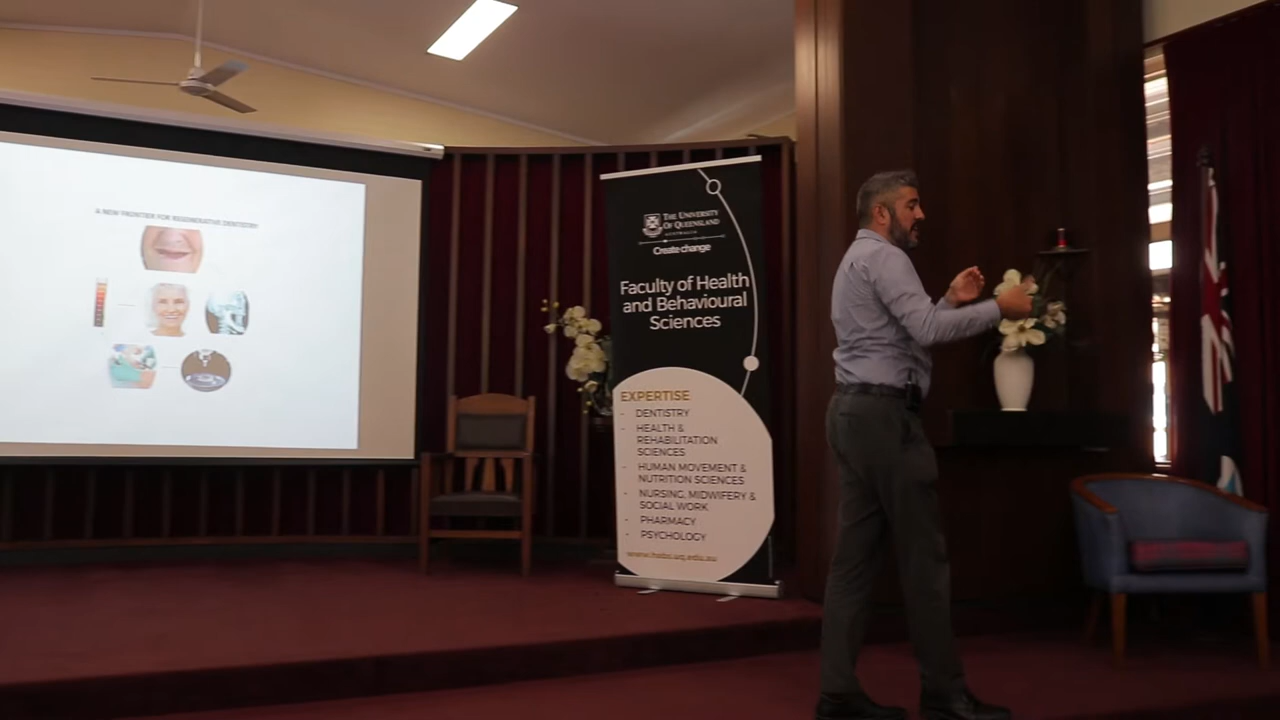 A NEW FRONTIER FOR REGENERATIVE DENTISTRY
THE UNIVERSITY
OF QUEENSLAND
AUSTRALIA
Create change
Faculty of Health
and Behavioural
Sciences
EXPERTISE
- DENTISTRY
- HEALTH &
REHABILITATION
SCIENCES
- HUMAN MOVEMENT &
NUTRITION SCIENCES
- NURSING, MIDWIFERY &
SOCIAL WORK
- PHARMACY
- PSYCHOLOGY
www.habs.uq.edu.au